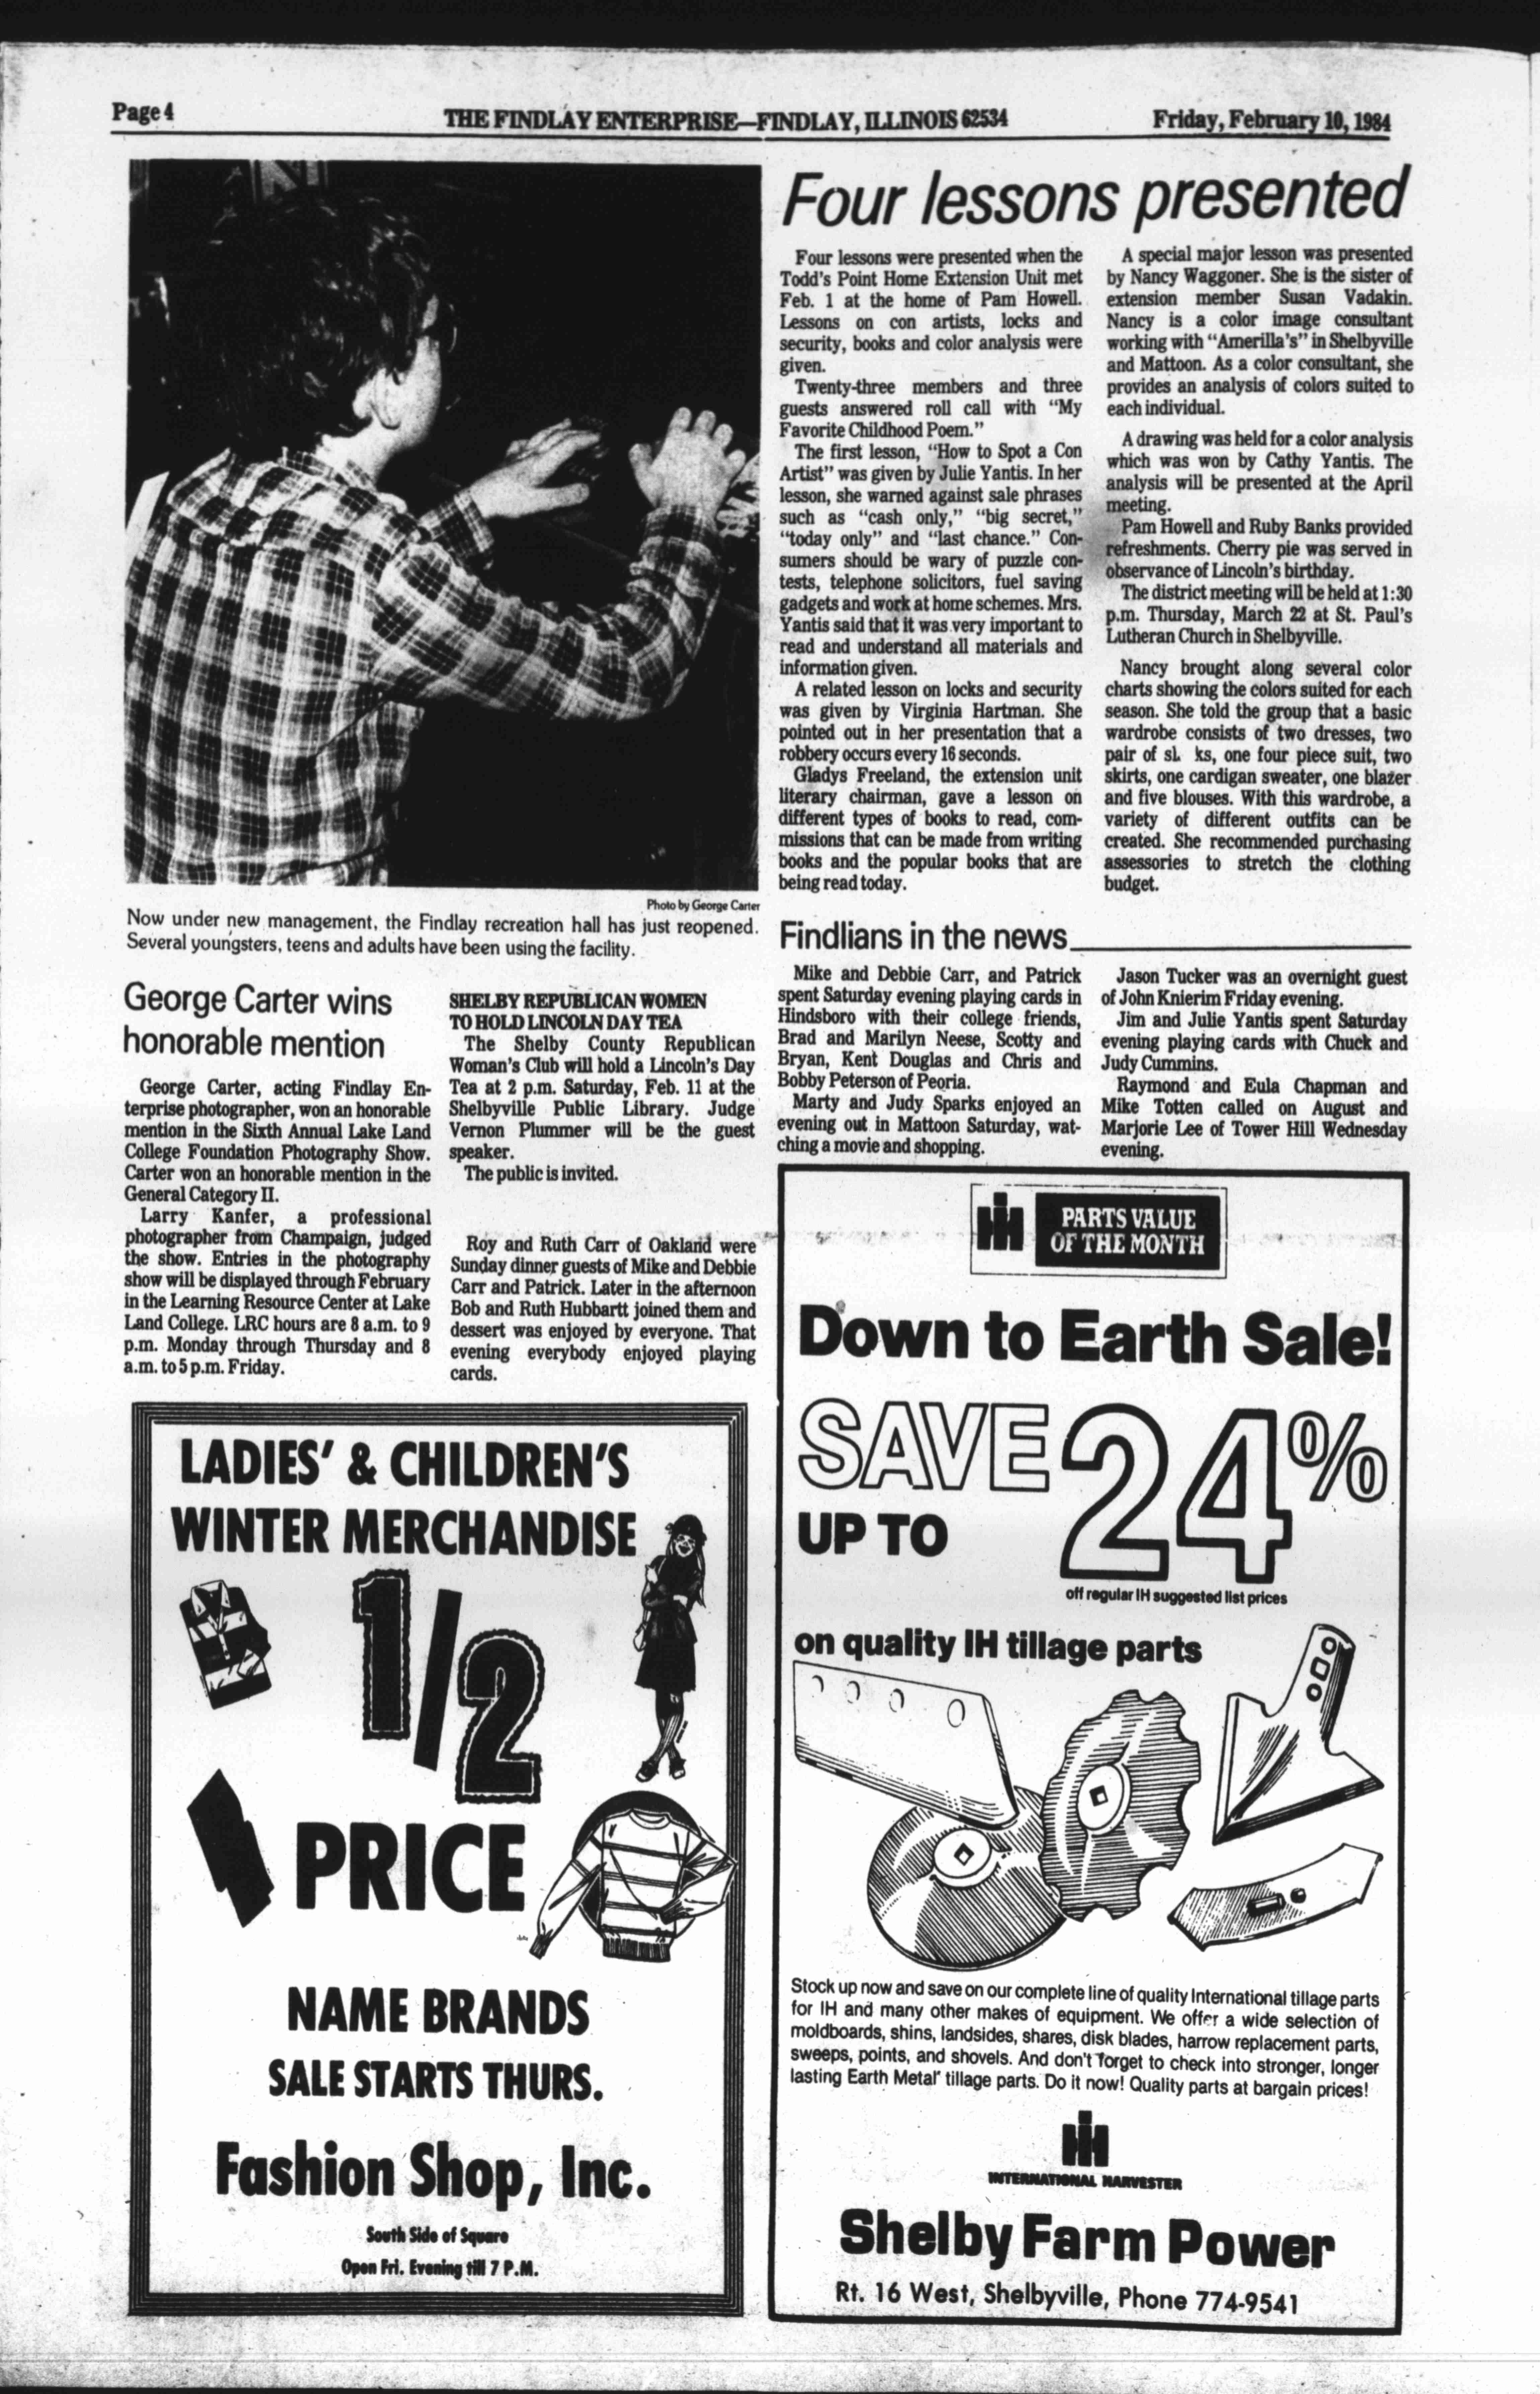 Page 4
THE FINDLAY ENTERPRISE—FINDLAY, ILLINOIS 62534
Friday, February 10, 1984
Photo by George Carter
Now under new management, the Findlay recreation hall has just reopened.
Several youngsters, teens and adults have been using the facility.
Four lessons presented
Four lessons were presented when the
Todd's Point Home Extension Unit met
Feb. 1 at the home of Pam Howell.
Lessons on con artists, locks and
security, books and color analysis were
given.
Twenty-three members and three
guests answered roll call with "My
Favorite Childhood Poem."
The first lesson, "How to Spot a Con
Artist" was given by Julie Yantis. In her
lesson, she warned against sale phrases
such as "cash only," "big secret,"
"today only" and "last chance." Con-
sumers should be wary of puzzle con-
tests, telephone solicitors, fuel saving
gadgets and work at home schemes. Mrs.
Yantis said that it was very important to
read and understand all materials and
information given.
A related lesson on locks and security
was given by Virginia Hartman. She
pointed out in her presentation that a
robbery occurs every 16 seconds.
Gladys Freeland, the extension unit
literary chairman, gave a lesson on
different types of books to read, com-
missions that can be made from writing
books and the popular books that are
being read today.
A special major lesson was presented
by Nancy Waggoner. She is the sister of
extension member Susan Vadakin.
Nancy is a color image consultant
working with "Amerilla's" in Shelbyville
and Mattoon. As a color consultant, she
provides an analysis of colors suited to
each individual.
A drawing was held for a color analysis
which was won by Cathy Yantis. The
analysis will be presented at the April
meeting.
Pam Howell and Ruby Banks provided
refreshments. Cherry pie was served in
observance of Lincoln's birthday.
The district meeting will be held at 1:30
p.m. Thursday, March 22 at St. Paul's
Lutheran Church in Shelbyville.
Nancy brought along several color
charts showing the colors suited for each
season. She told the group that a basic
wardrobe consists of two dresses, two
pair of one four piece suit, two
skirts, one cardigan sweater, one blazer
and five blouses. With this wardrobe, a
variety of different outfits can be
created. She recommended purchasing
assessories to stretch the clothing
budget.
George Carter wins
honorable mention
George Carter, acting Findlay En-
terprise photographer, won an honorable
mention in the Sixth Annual Lake Land
College Foundation Photography Show.
Carter won an honorable mention in the
General Category II.
Larry Kanfer, a professional
photographer from Champaign, judged
the show. Entries in the photography
show will be displayed through February
in the Learning Resource Center at Lake
Land College. LRC hours are 8 a.m. to 9
p.m. Monday through Thursday and 8
a.m. to 5 p.m. Friday.
SHELBY REPUBLICAN WOMEN
TO HOLD LINCOLN DAY TEA
The Shelby County Republican
Woman's Club will hold a Lincoln's Day
Tea at 2 p.m. Saturday, Feb. 11 at the
Shelbyville Public Library. Judge
Vernon Plummer will be the guest
speaker.
The public is invited.
Roy and Ruth Carr of Oakland were
Sunday dinner guests of Mike and Debbie
Carr and Patrick. Later in the afternoon
Bob and Ruth Hubbartt joined them and
dessert was enjoyed by everyone. That
evening everybody enjoyed playing
cards.
Findlians in the news
Mike and Debbie Carr, and Patrick
spent Saturday evening playing cards in
Hindsboro with their college friends,
Brad and Marilyn Neese, Scotty and
Bryan, Kent Douglas and Chris and
Bobby Peterson of Peoria.
Marty and Judy Sparks enjoyed an
evening out in Mattoon Saturday, wat-
ching a movie and shopping.
Jason Tucker was an overnight guest
of John Knierim Friday evening.
Jim and Julie Yantis spent Saturday
evening playing cards with Chuck and
Judy Cummins.
Raymond and Eula Chapman and
Mike Totten called on August and
Marjorie Lee of Tower Hill Wednesday
evening.
LADIES' & CHILDREN'S
WINTER MERCHANDISE
1/2
PRICE
NAME BRANDS
SALE STARTS THURS.
Fashion Shop, Inc.
South Side of Square
Open Fri. Evening till 7 P.M.
PARTS VALUE
OF THE MONTH
Down to Earth Sale!
SAVE
UP TO
24%
off regular IH suggested list prices
on quality IH tillage parts
Stock up now and save on our complete line of quality International tillage parts
for IH and many other makes of equipment. We offer a wide selection of
moldboards, shins, landsides, shares, disk blades, harrow replacement parts,
sweeps, points, and shovels. And don't forget to check into stronger, longer
lasting Earth Metal tillage parts. Do it now! Quality parts at bargain prices!
INTERNATIONAL HARVESTER
Shelby Farm Power
Rt. 16 West, Shelbyville, Phone 774-9541